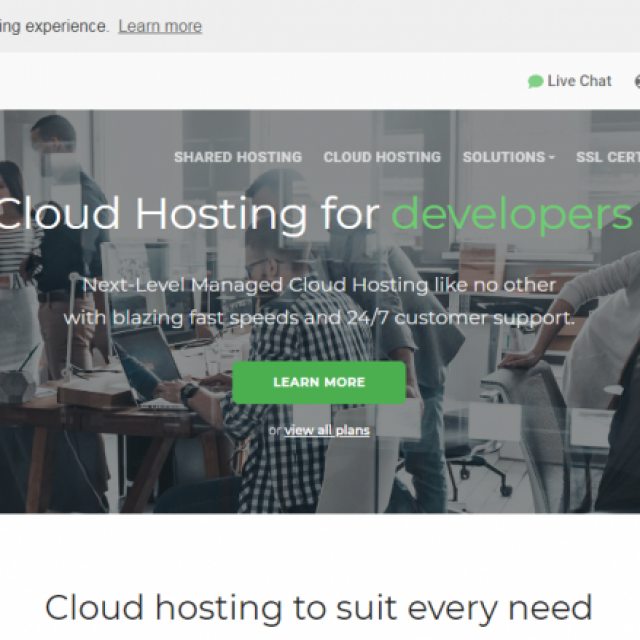 ing experience. Learn more
Live Chat
SHARED HOSTING CLOUD HOSTING SOLUTIONS SSL CERT
Cloud Hosting for developers
Next-Level Managed Cloud Hosting like no other
with blazing fast speeds and 24/7 customer support.
LEARN MORE
or view all plans
Cloud hosting to suit every need